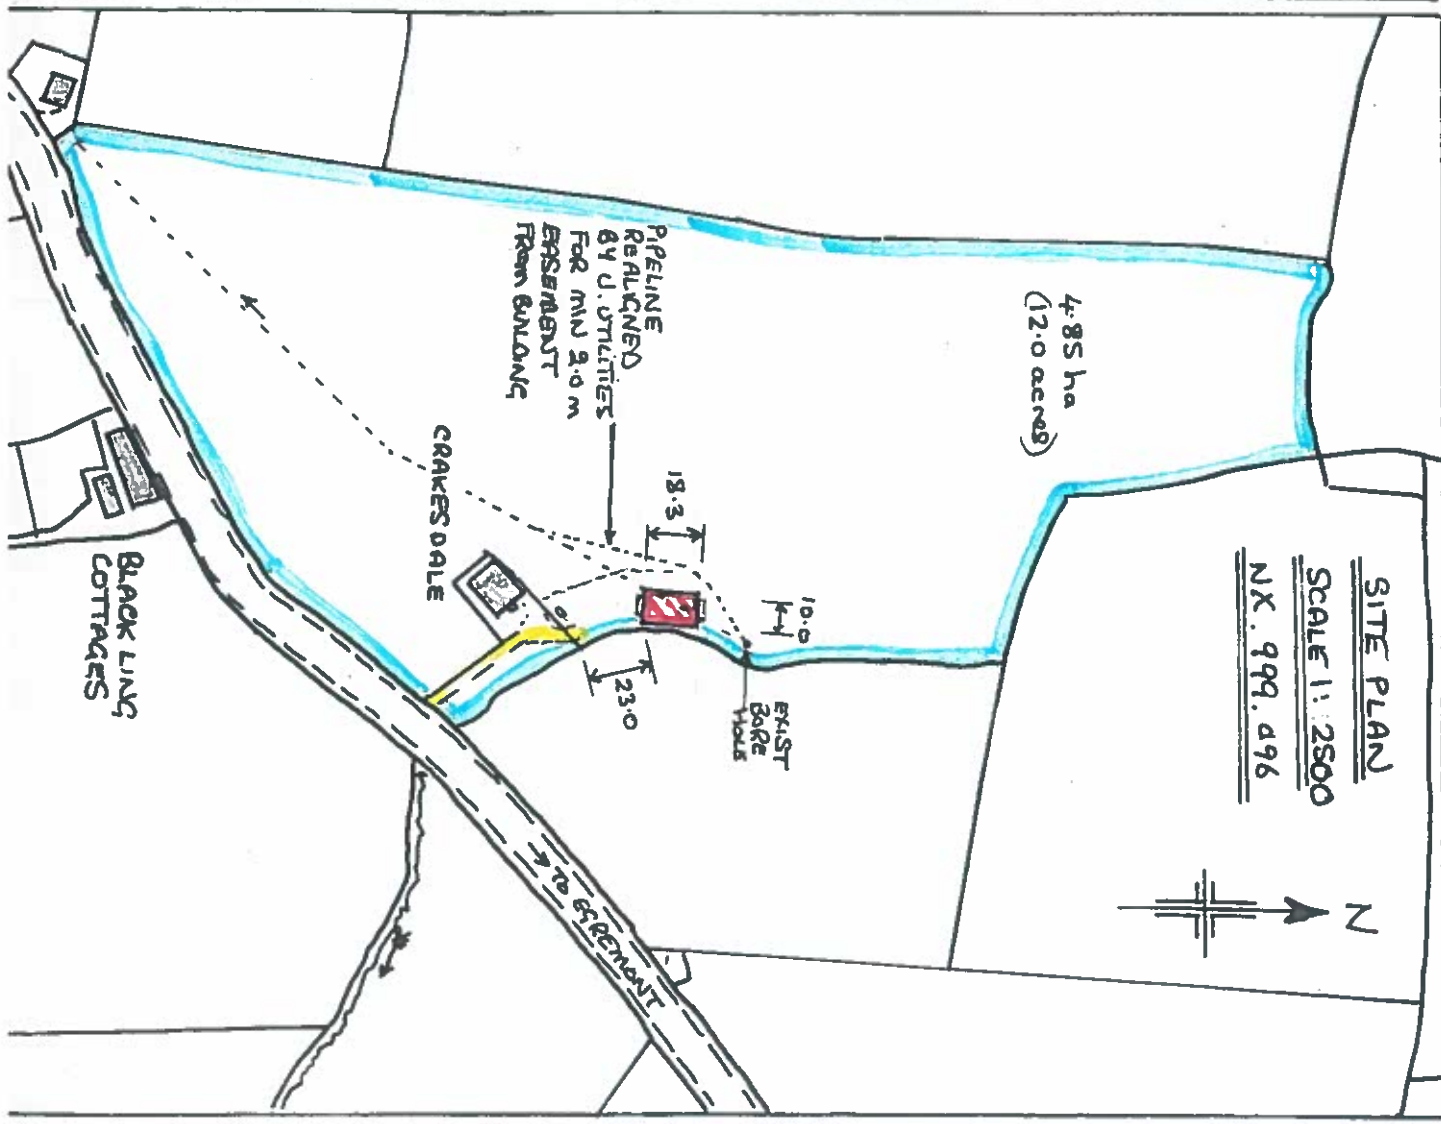 SITE PLAN
SCALE 1:2500
NX. 999. 096
N
4.85 ha
(12.0 acres)
PIPELINE
REALIGNED
BY U. UTILITIES
FOR MIN 2.0 m
EASEMENT
FROM BUILDING
18.3
10.0
23.0
EXIST
BORE
HOLE
CRAKESDALE
BLACK LING
COTTAGES
TO EGREMONT